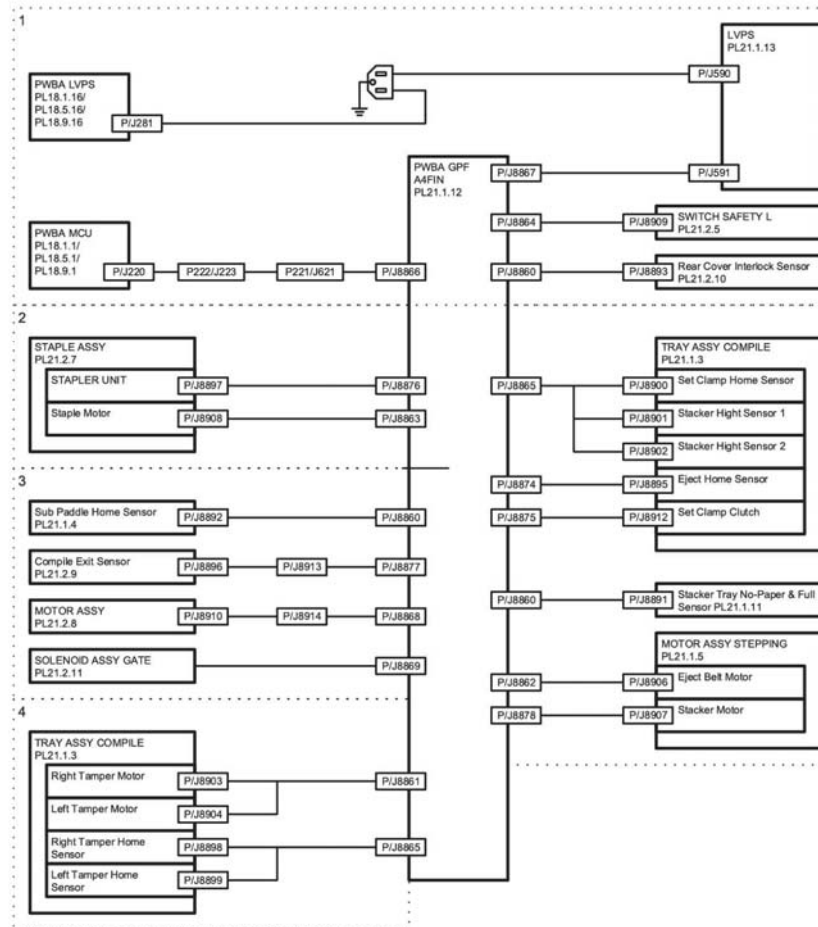 1
LVPS
PL21.1.13
P/J590
PWBA LVPS
PL18.1.16/
PL18.5.16/
PL18.9.16
P/J281
P/J591
PWBA GPF
A4FIN
PL21.1.12
P/J8867
P/J8864
P/J8909
SWITCH SAFETY L
PL21.2.5
PWBA MCU
PL18.1.1/
PL18.5.1/
PL18.9.1
P/J220
P222/J223
P221/J621
P/J8866
P/J8860
P/J8893
Rear Cover Interlock Sensor
PL21.2.10
2
STAPLE ASSY
PL21.2.7
STAPLER UNIT
P/J8897
P/J8876
Staple Motor
P/J8908
P/J8863
TRAY ASSY COMPILE
PL21.1.3
P/J8865
P/J8900
Set Clamp Home Sensor
P/J8901
Stacker Hight Sensor 1
P/J8902
Stacker Hight Sensor 2
P/J8874
P/J8895
Eject Home Sensor
P/J8875
P/J8912
Set Clamp Clutch
3
Sub Paddle Home Sensor
PL21.1.4
P/J8892
P/J8860
Compile Exit Sensor
PL21.2.9
P/J8896
P/J8913
P/J8877
MOTOR ASSY
PL21.2.8
P/J8910
P/J8914
P/J8868
SOLENOID ASSY GATE
PL21.2.11
P/J8869
P/J8860
P/J8891
Stacker Tray No-Paper & Full
Sensor PL21.1.11
MOTOR ASSY STEPPING
PL21.1.5
P/J8862
P/J8906
Eject Belt Motor
P/J8878
P/J8907
Stacker Motor
4
TRAY ASSY COMPILE
PL21.1.3
Right Tamper Motor
P/J8903
P/J8861
Left Tamper Motor
P/J8904
Right Tamper Home
Sensor
P/J8898
P/J8865
Left Tamper Home
Sensor
P/J8899